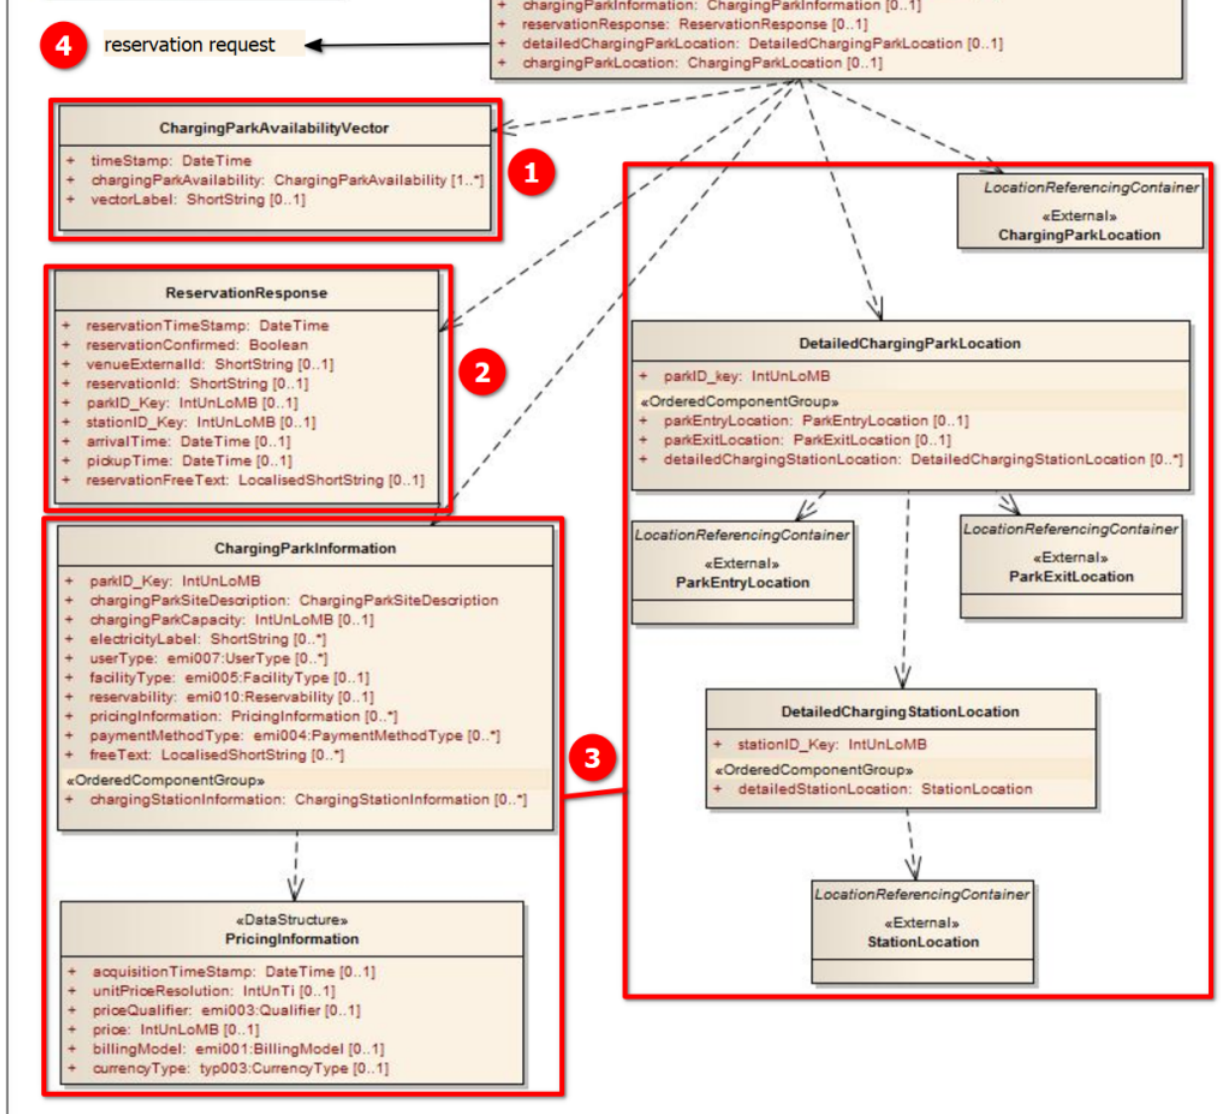 + chargingParkInformation: ChargingParkInformation [0..1]
+ reservationResponse: ReservationResponse [0..1]
+ detailedChargingParkLocation: DetailedChargingParkLocation [0..1]
+ chargingParkLocation: ChargingParkLocation [0..1]
4 reservation request
ChargingParkAvailabilityVector
+ timeStamp: DateTime
+ chargingParkAvailability: ChargingParkAvailability [1..*]
+ vectorLabel: ShortString [0..1]
1
ReservationResponse
+ reservationTimeStamp: DateTime
+ reservationConfirmed: Boolean
+ venueExternalId: ShortString [0..1]
+ reservationId: ShortString [0..1]
+ parkID_Key: IntUnLoMB [0..1]
+ stationID_Key: IntUnLoMB [0..1]
+ arrivalTime: DateTime [0..1]
+ pickupTime: DateTime [0..1]
+ reservationFreeText: LocalisedShortString [0..1]
2
ChargingParkInformation
+ parkID_Key: IntUnLoMB
+ chargingParkSiteDescription: ChargingParkSiteDescription
+ chargingParkCapacity: IntUnLoMB [0..1]
+ electricityLabel: ShortString [0..*]
+ userType: emi007:UserType [0..*]
+ facilityType: emi005:FacilityType [0..1]
+ reservability: emi010:Reservability [0..1]
+ pricingInformation: PricingInformation [0..*]
+ paymentMethodType: emi004:PaymentMethodType [0..*]
+ freeText: LocalisedShortString [0..*]
«OrderedComponentGroup»
+ chargingStationInformation: ChargingStationInformation [0..*]
3
«DataStructure»
PricingInformation
+ acquisitionTimeStamp: DateTime [0..1]
+ unitPriceResolution: IntUnTi [0..1]
+ priceQualifier: emi003:Qualifier [0..1]
+ price: IntUnLoMB [0..1]
+ billingModel: emi001:BillingModel [0..1]
+ currencyType: typ003:CurrencyType [0..1]
LocationReferencingContainer
«External»
ChargingParkLocation
DetailedChargingParkLocation
+ parkID_key: IntUnLoMB
«OrderedComponentGroup»
+ parkEntryLocation: ParkEntryLocation [0..1]
+ parkExitLocation: ParkExitLocation [0..1]
+ detailedChargingStationLocation: DetailedChargingStationLocation [0..*]
LocationReferencingContainer
«External»
ParkEntryLocation
LocationReferencingContainer
«External»
ParkExitLocation
DetailedChargingStationLocation
+ stationID_Key: IntUnLoMB
«OrderedComponentGroup»
+ detailedStationLocation: StationLocation
LocationReferencingContainer
«External»
StationLocation